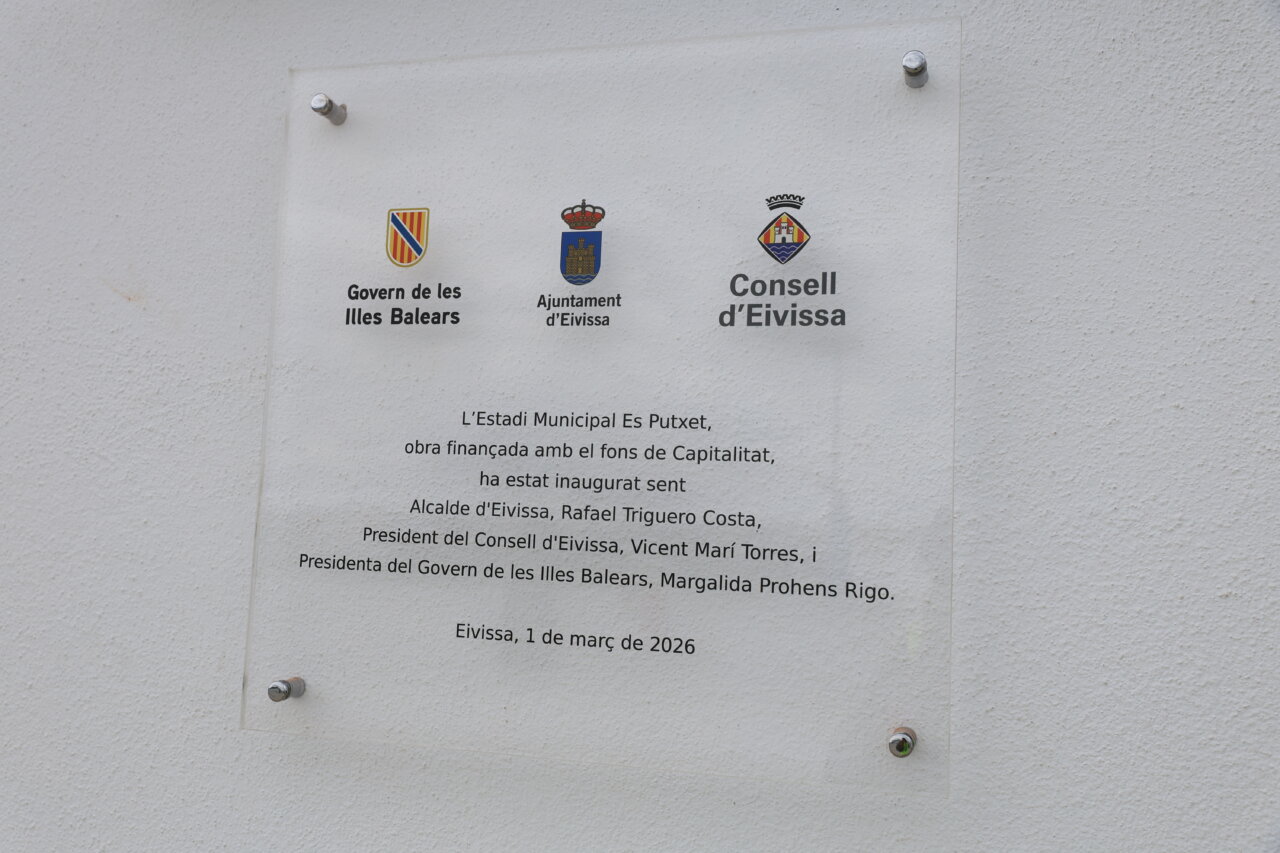 Govern de les
Illes Balears
Ajuntament
d'Eivissa
Consell
d'Eivissa
L'Estadi Municipal Es Putxet,
obra finançada amb el fons de Capitalitat,
ha estat inaugurat sent
Alcalde d'Eivissa, Rafael Triguero Costa,
President del Consell d'Eivissa, Vicent Marí Torres, i
Presidenta del Govern de les Illes Balears, Margalida Prohens Rigo.
Eivissa, 1 de març de 2026